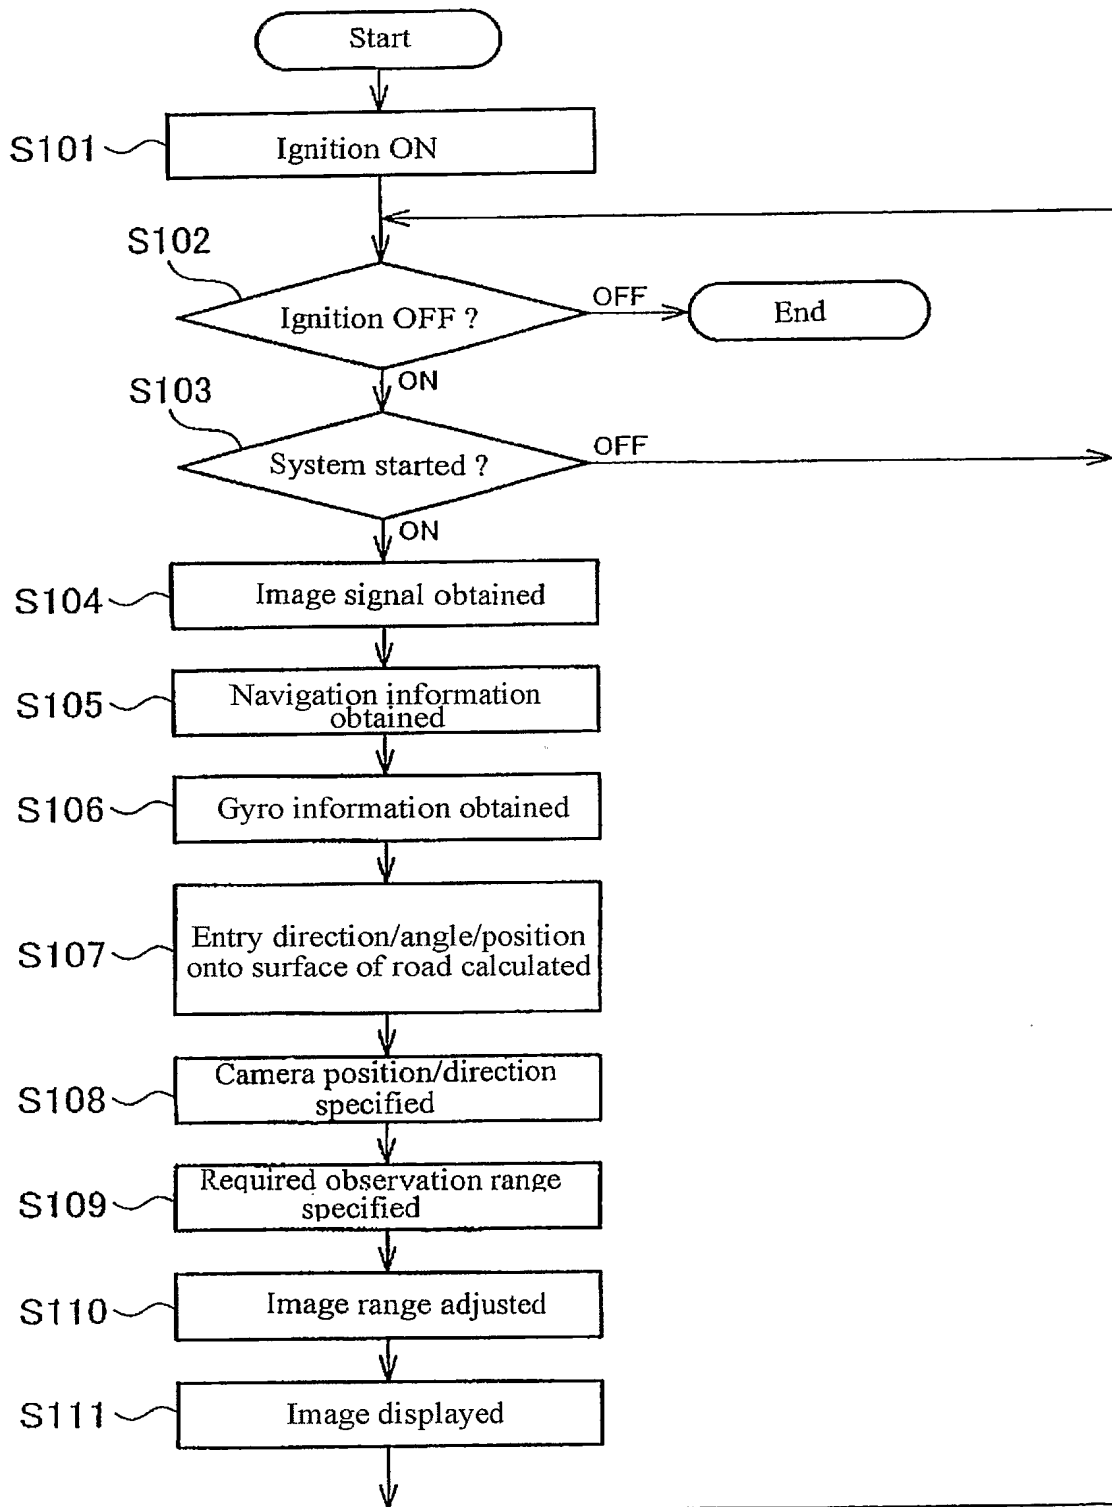 Start
S101
Ignition ON
S102
Ignition OFF ?
OFF
End
ON
S103
System started ?
OFF
ON
S104
Image signal obtained
S105
Navigation information
obtained
S106
Gyro information obtained
S107
Entry direction/angle/position
onto surface of road calculated
S108
Camera position/direction
specified
S109
Required observation range
specified
S110
Image range adjusted
S111
Image displayed